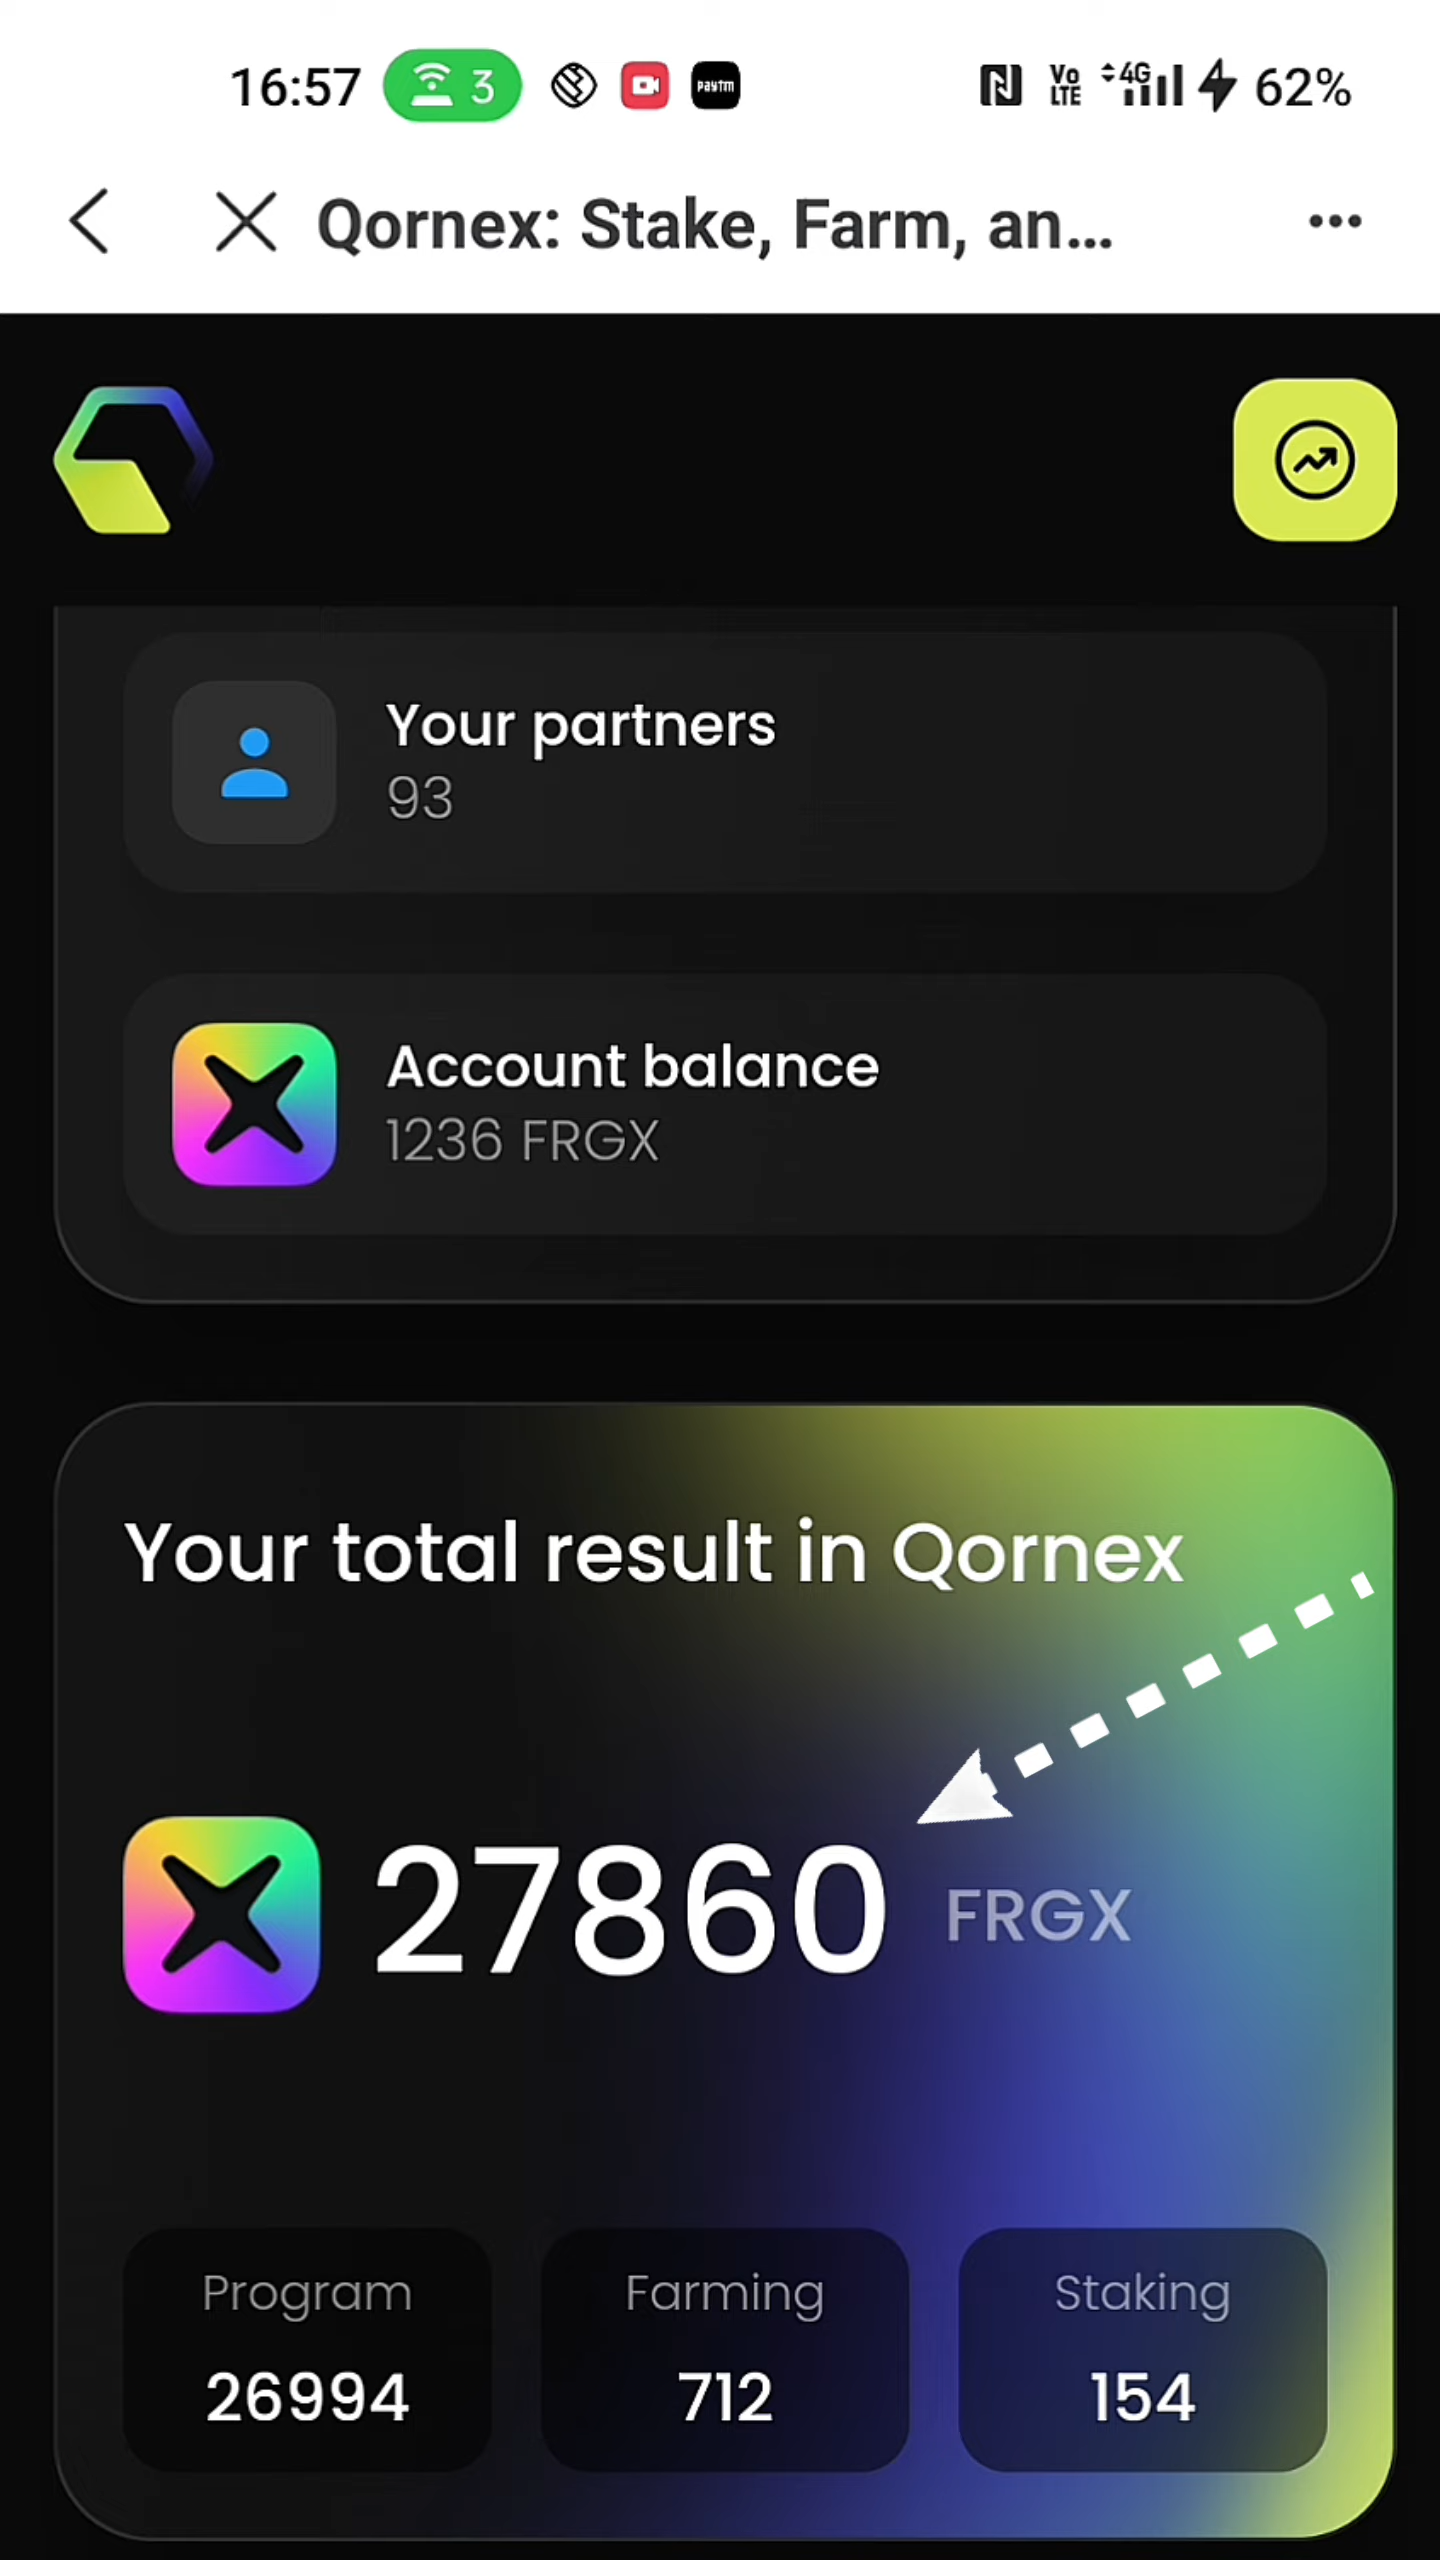 16:57 3 paytm Vo LTE 4G 62%
Qornex: Stake, Farm, an...
Your partners
93
Account balance
1236 FRGX
Your total result in Qornex
27860 FRGX
Program Farming Staking
26994 712 154